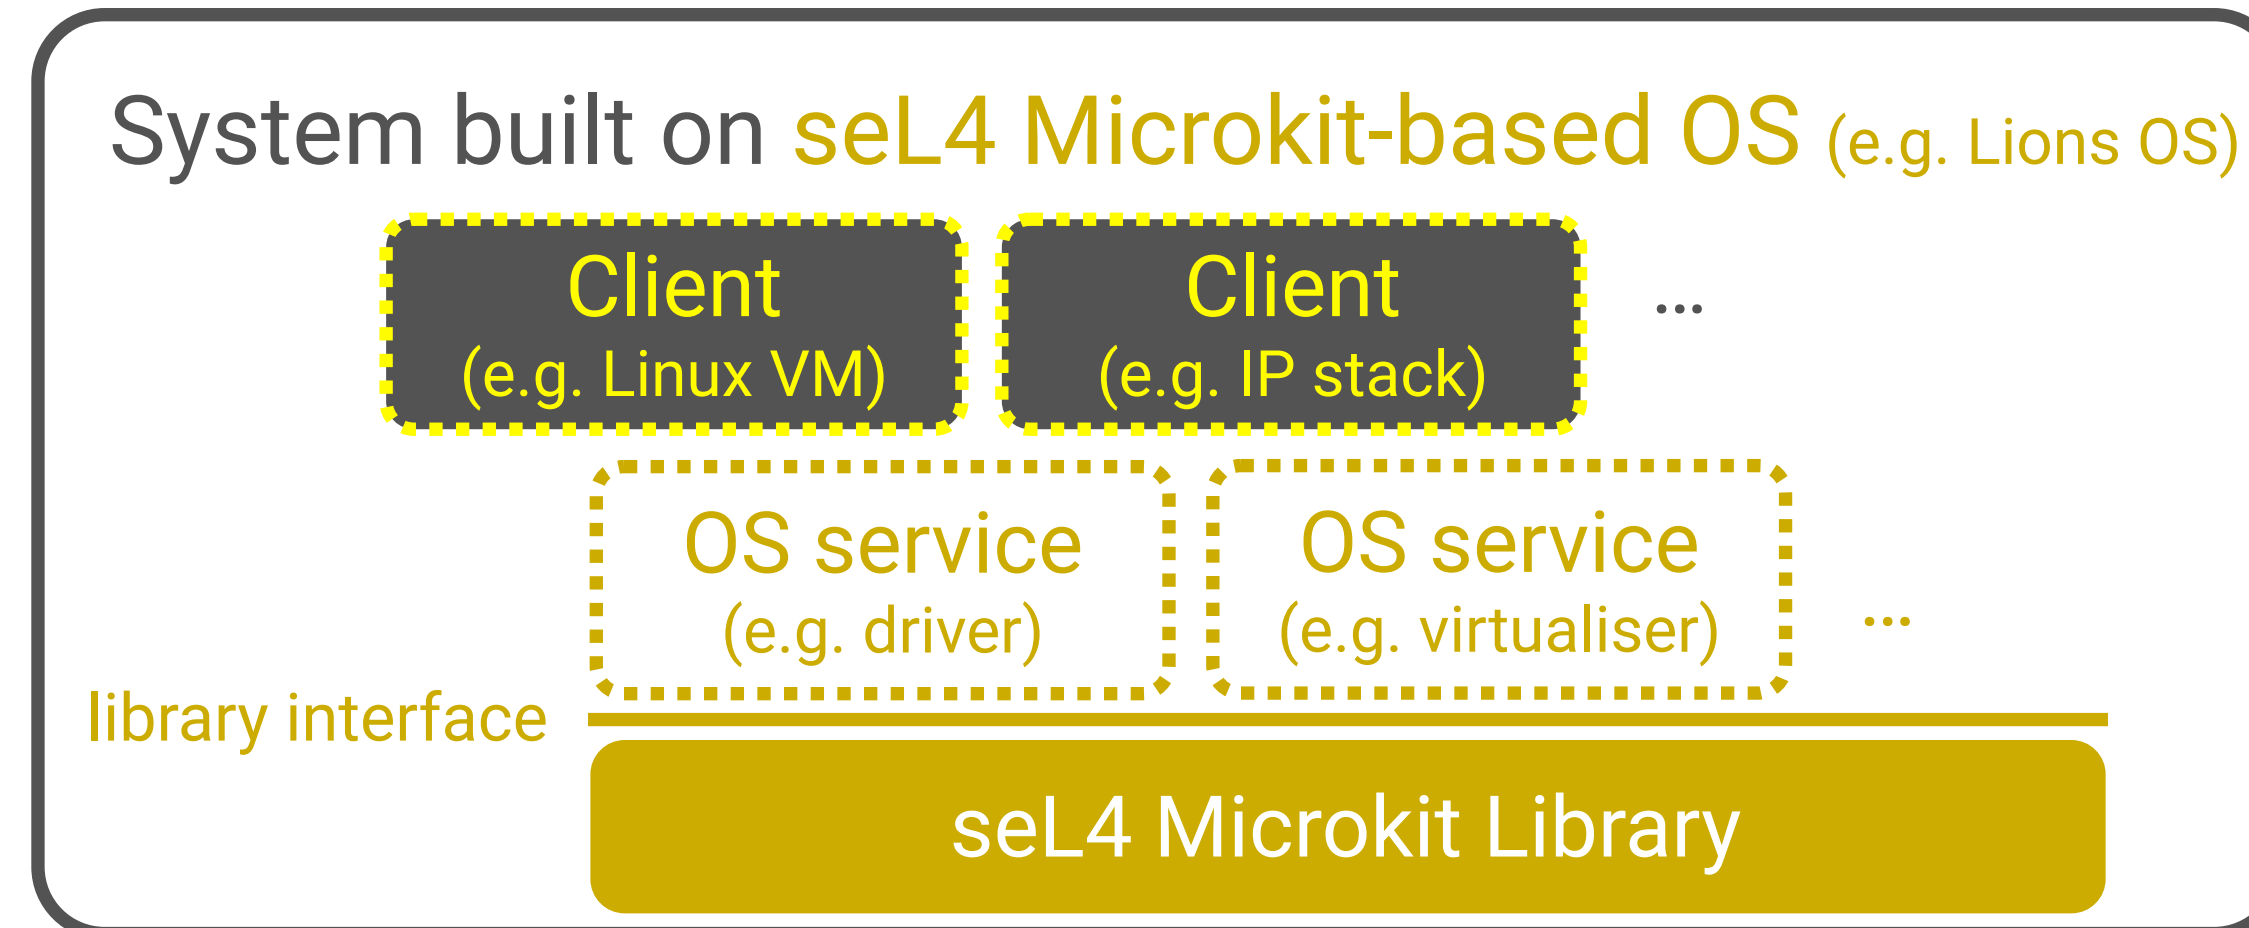 System built on seL4 Microkit-based OS (e.g. Lions OS)
Client
(e.g. Linux VM)
Client
(e.g. IP stack)
...
OS service
(e.g. driver)
OS service
(e.g. virtualiser)
...
library interface
seL4 Microkit Library